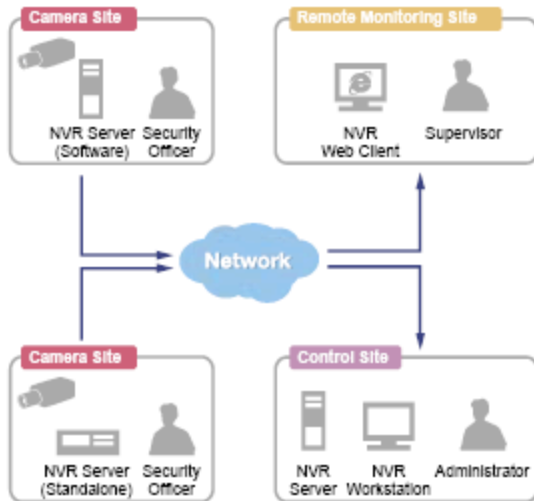 Camera Site
Remote Monitoring Site
NVR Server
(Software)
Security
Officer
NVR
Web Client
Supervisor
Network
Camera Site
Control Site
NVR Server
(Standalone)
Security
Officer
NVR
Server
NVR
Workstation
Administrator